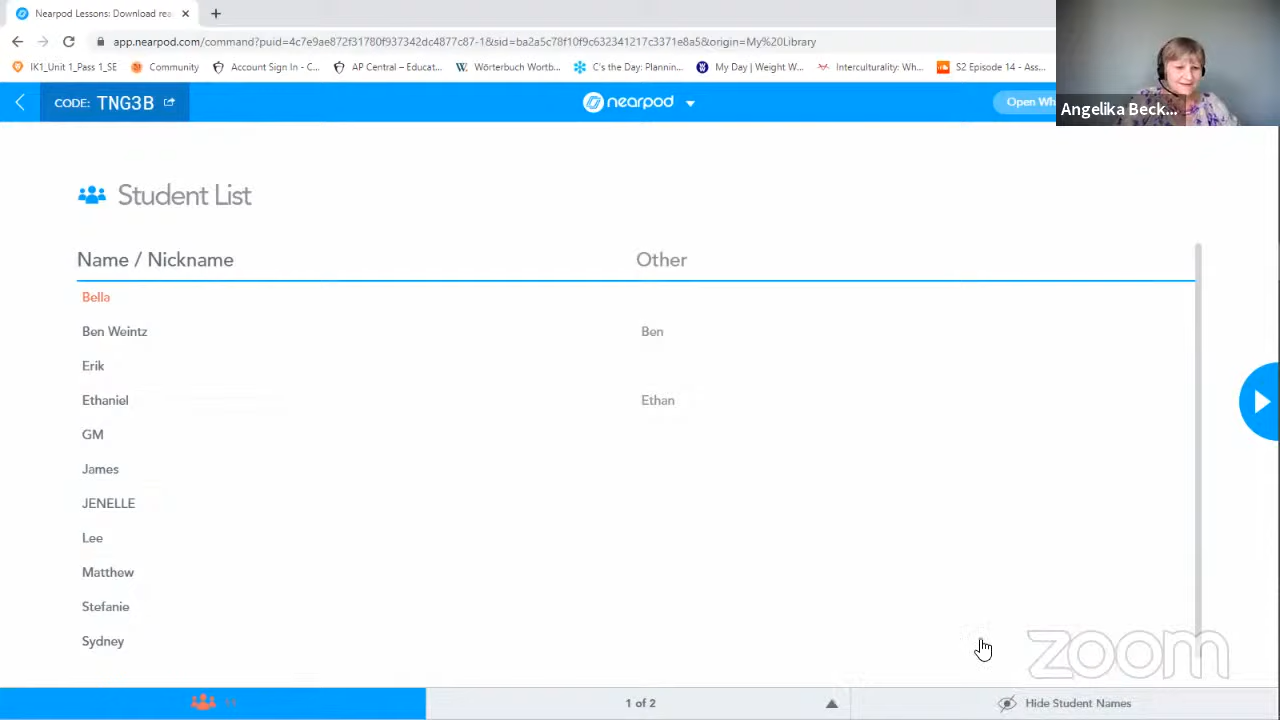 Nearpod Lessons: Download rea
app.nearpod.com/command?puid=4c7e9ae872f31780f937342dc4877c87-1&sid=ba2a5c78f10f9c632341217c3371e8a5&origin=My%20Library
IK1_Unit 1_Pass 1_SE Community Account Sign In - C... AP Central – Educat... Wörterbuch Wortb... C's the Day: Plannin... My Day | Weight W... Interculturality: Wh... S2 Episode 14 - Ass...
CODE: TNG3B nearpod Open Wh
Angelika Beck...
Student List
Name / Nickname Other
Bella
Ben Weintz Ben
Erik
Ethaniel Ethan
GM
James
JENELLE
Lee
Matthew
Stefanie
Sydney
zoom
1 of 2 Hide Student Names